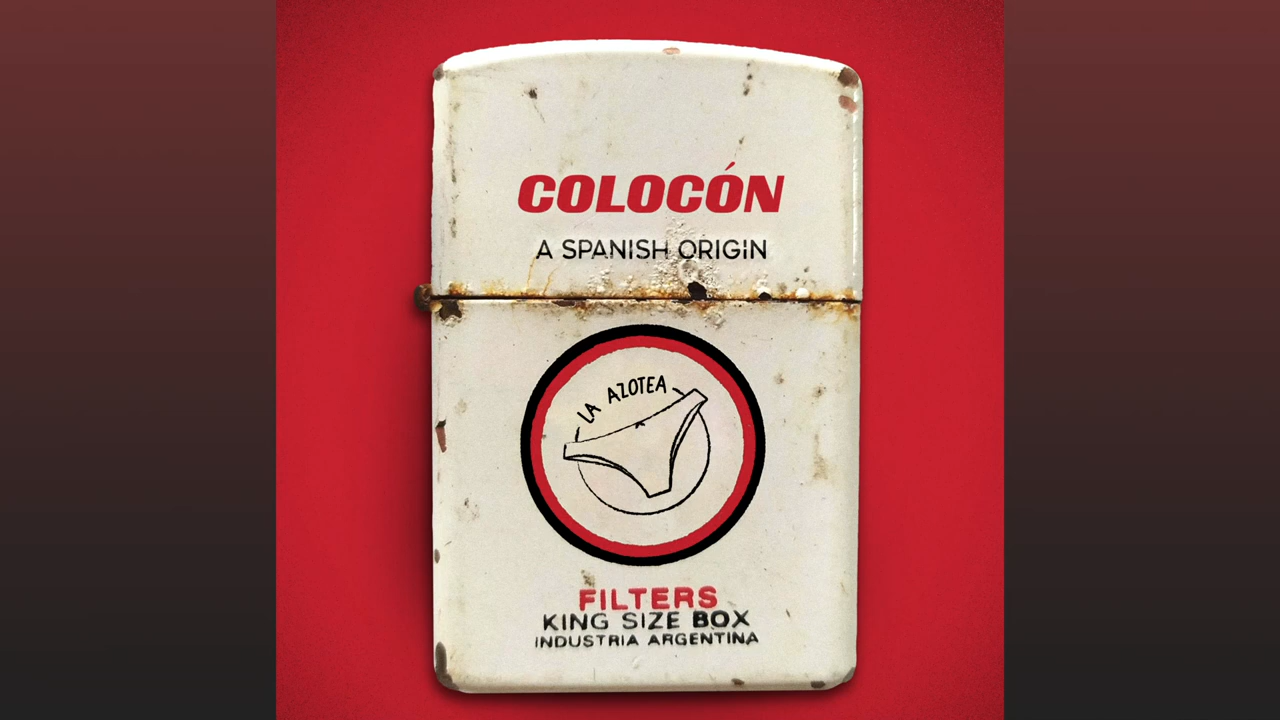 COLOCÓN
A SPANISH ORIGIN
LA AZOTEA
FILTERS
KING SIZE BOX
INDUSTRIA ARGENTINA